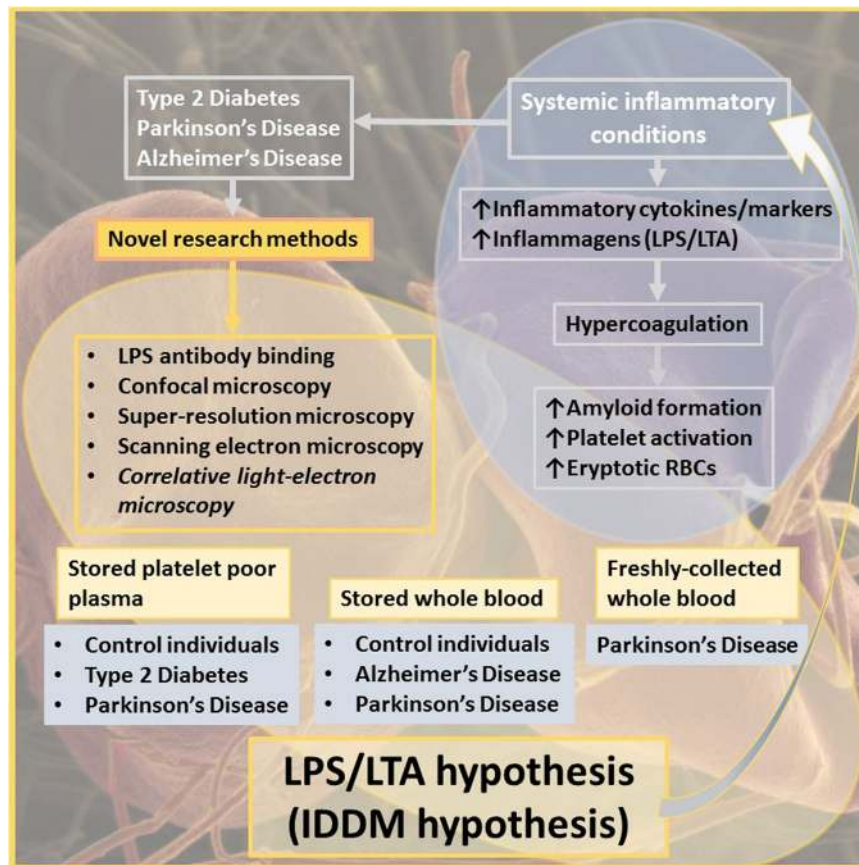 Type 2 Diabetes
Parkinson's Disease
Alzheimer's Disease
Systemic inflammatory
conditions
Novel research methods
↑Inflammatory cytokines/markers
↑Inflammagens (LPS/LTA)
Hypercoagulation
• LPS antibody binding
• Confocal microscopy
• Super-resolution microscopy
• Scanning electron microscopy
• Correlative light-electron
microscopy
↑Amyloid formation
↑Platelet activation
↑Eryptotic RBCs
Stored platelet poor
plasma
• Control individuals
• Type 2 Diabetes
• Parkinson's Disease
Stored whole blood
• Control individuals
• Alzheimer's Disease
• Parkinson's Disease
Freshly-collected
whole blood
Parkinson's Disease
LPS/LTA hypothesis
(IDDM hypothesis)